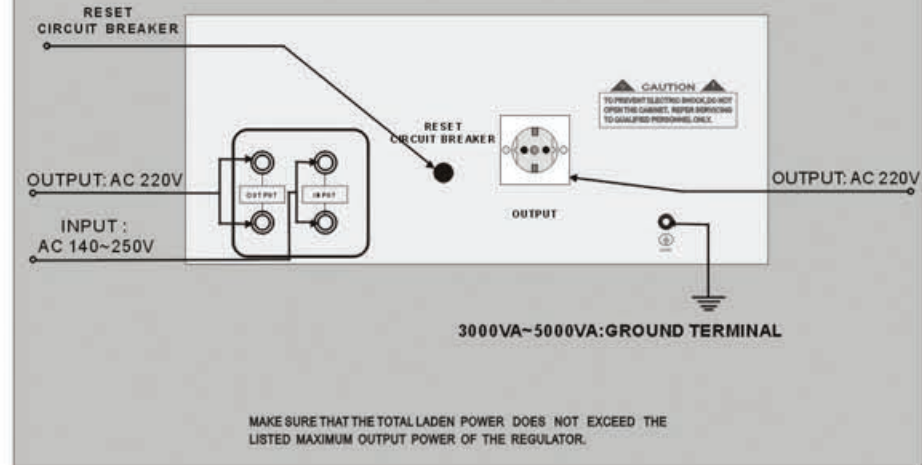 RESET
CIRCUIT BREAKER
CAUTION
TO PREVENT ELECTRIC SHOCK, DO NOT
OPEN THE CABINET. REFER SERVICING
TO QUALIFIED PERSONNEL ONLY.
RESET
CIRCUIT BREAKER
OUTPUT: AC 220V
OUTPUT
INPUT
OUTPUT: AC 220V
OUTPUT
INPUT :
AC 140~250V
3000VA~5000VA:GROUND TERMINAL
MAKE SURE THAT THE TOTAL LADEN POWER DOES NOT EXCEED THE
LISTED MAXIMUM OUTPUT POWER OF THE REGULATOR.